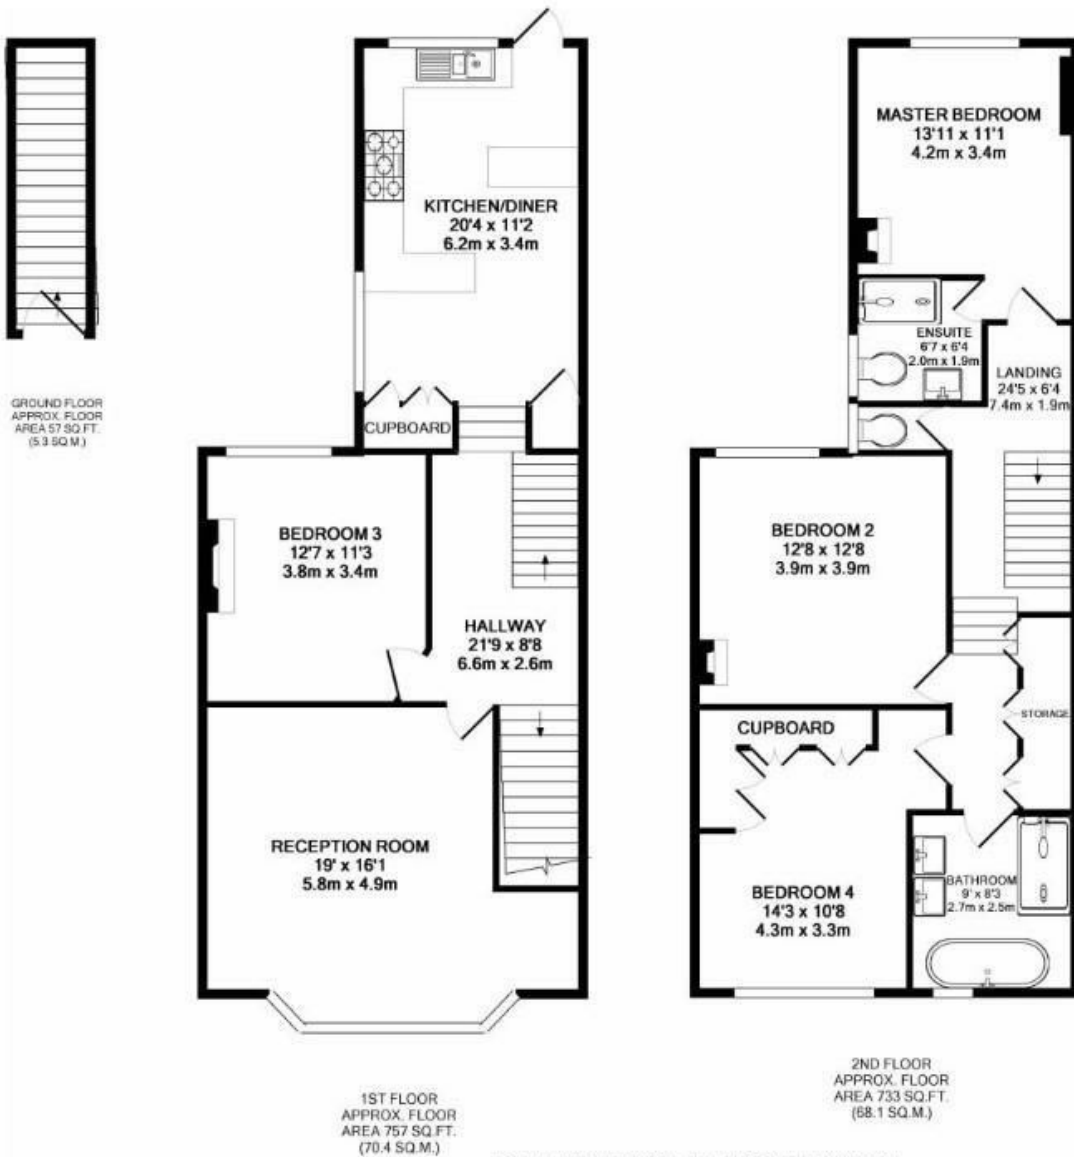 GROUND FLOOR
APPROX. FLOOR
AREA 57 SQ.FT.
(5.3 SQ.M.)
KITCHEN/DINER
20'4 x 11'2
6.2m x 3.4m
CUPBOARD
BEDROOM 3
12'7 x 11'3
3.8m x 3.4m
HALLWAY
21'9 x 8'8
6.6m x 2.6m
RECEPTION ROOM
19' x 16'1
5.8m x 4.9m
1ST FLOOR
APPROX. FLOOR
AREA 757 SQ.FT.
(70.4 SQ.M.)
MASTER BEDROOM
13'11 x 11'1
4.2m x 3.4m
ENSUITE
6'7 x 6'4
2.0m x 1.9m
LANDING
24'5 x 6'4
7.4m x 1.9m
BEDROOM 2
12'8 x 12'8
3.9m x 3.9m
STORAGE
CUPBOARD
BEDROOM 4
14'3 x 10'8
4.3m x 3.3m
BATHROOM
9' x 8'3
2.7m x 2.5m
2ND FLOOR
APPROX. FLOOR
AREA 733 SQ.FT.
(68.1 SQ.M.)